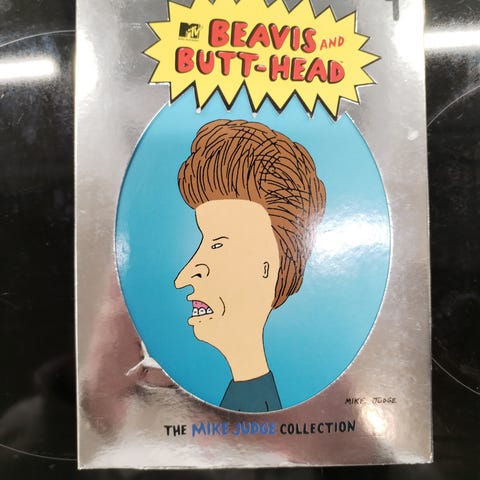 MTV
BEAVIS AND
BUTT-HEAD
MIKE JUDGE
THE MIKE JUDGE COLLECTION